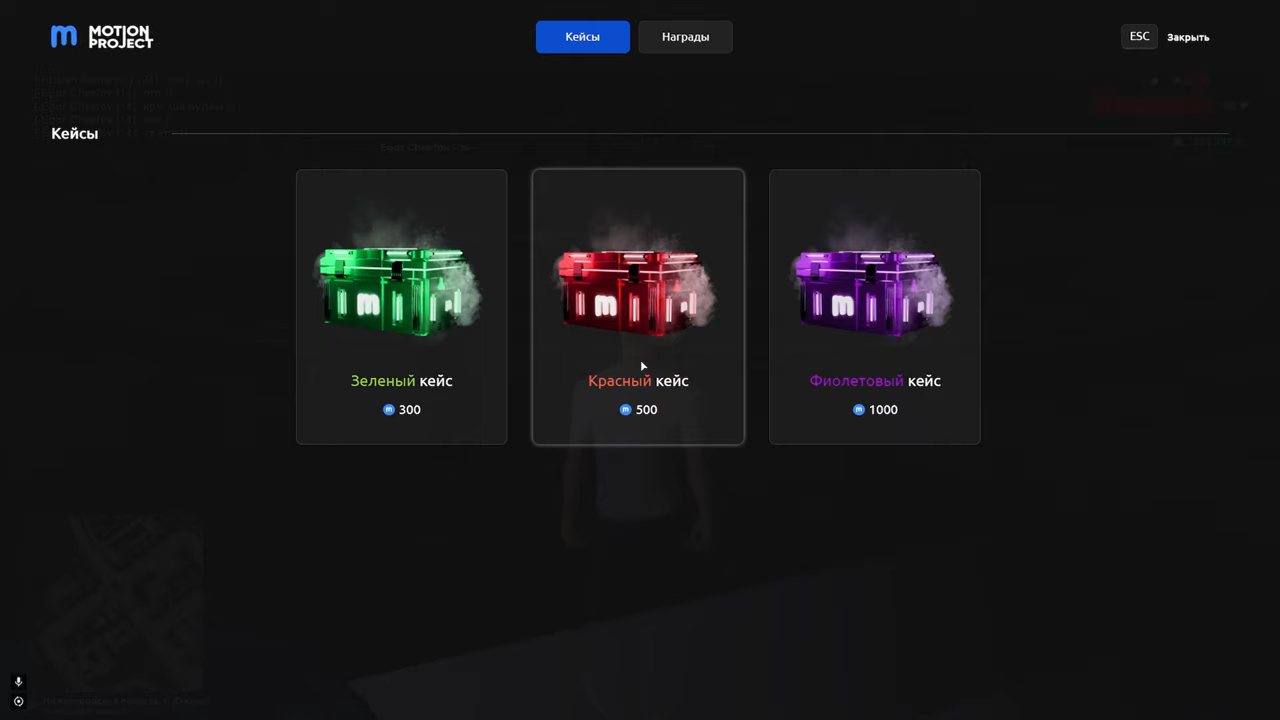 m MOTION
PROJECT
Кейсы
Награды
ESC
Закрыть
Кейсы
m
m
m
Зеленый кейс
Красный кейс
Фиолетовый кейс
m 300
m 500
m 1000